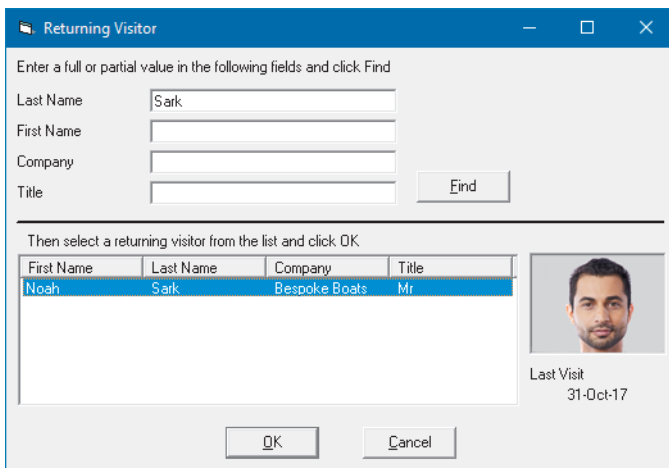 Returning Visitor
Enter a full or partial value in the following fields and click Find
Last Name Sark
First Name
Company
Title
Find
Then select a returning visitor from the list and click OK
First Name Last Name Company Title
Noah Sark Bespoke Boats Mr
Last Visit
31-Oct-17
OK Cancel